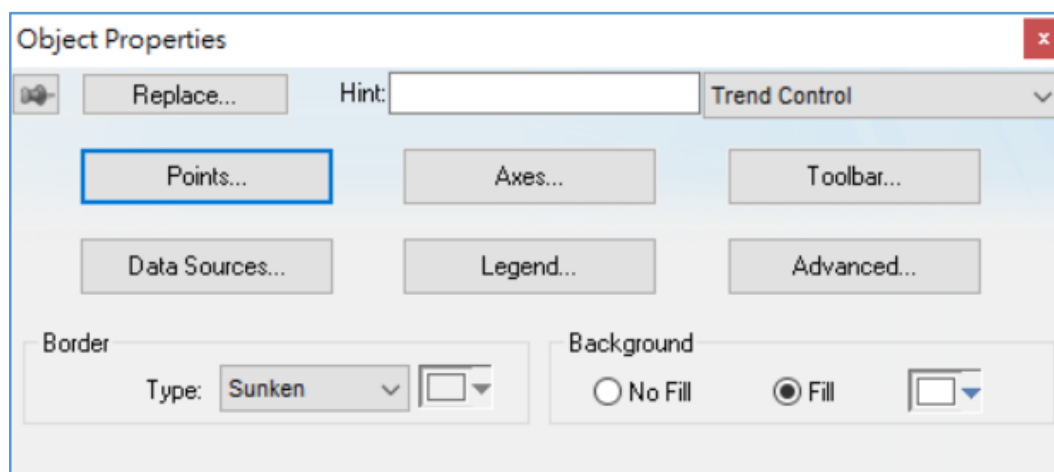 Object Properties x
Replace... Hint: Trend Control
Points... Axes... Toolbar...
Data Sources... Legend... Advanced...
Border Background
Type: Sunken No Fill Fill